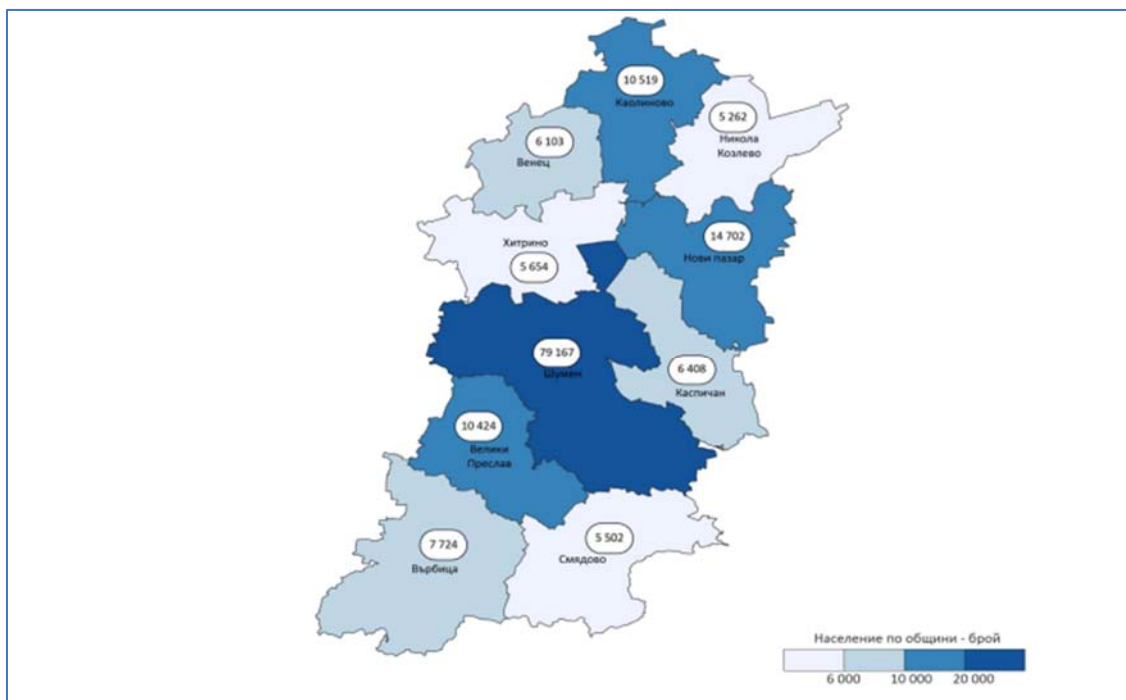 10 519
Каолиново
5 262
Никола
Козлево
6 103
Венец
14 702
Нови пазар
Хитрино
5 654
79 167
Шумен
6 408
Каспичан
10 424
Велики
Преслав
7 724
Върбица
5 502
Смядово
Население по общини - брой
6 000 10 000 20 000